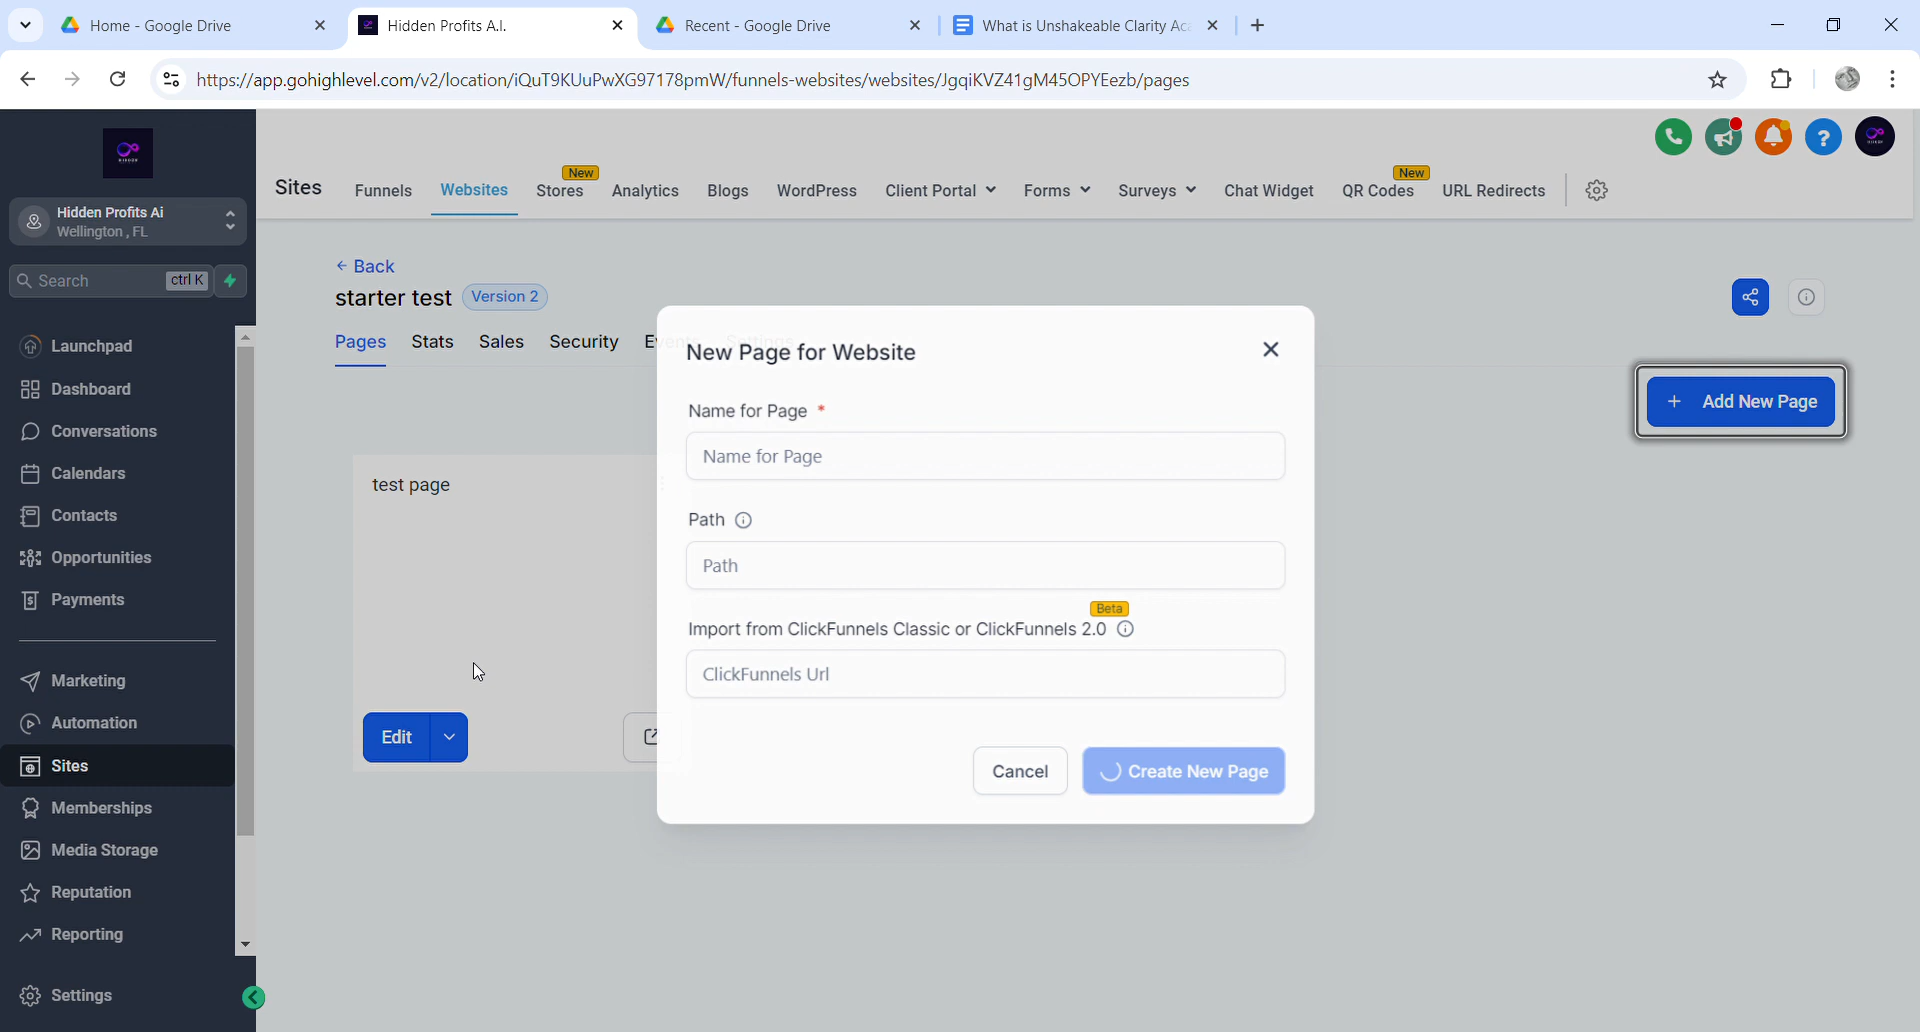 Home - Google Drive
Hidden Profits A.I.
Recent - Google Drive
What is Unshakeable Clarity Aca
https://app.gohighlevel.com/v2/location/iQuT9KUuPwXG97178pmW/funnels-websites/websites/JgqiKVZ41gM45OPYEezb/pages
Hidden Profits Ai
Wellington , FL
Search
ctrl K
Launchpad
Dashboard
Conversations
Calendars
Contacts
Opportunities
Payments
Marketing
Automation
Sites
Memberships
Media Storage
Reputation
Reporting
Settings
Sites
Funnels
Websites
New
Stores
Analytics
Blogs
WordPress
Client Portal
Forms
Surveys
Chat Widget
New
QR Codes
URL Redirects
← Back
starter test
Version 2
Pages
Stats
Sales
Security
Events
Settings
+ Add New Page
test page
Edit
New Page for Website
Name for Page *
Name for Page
Path
Path
Beta
Import from ClickFunnels Classic or ClickFunnels 2.0
ClickFunnels Url
Cancel
Create New Page